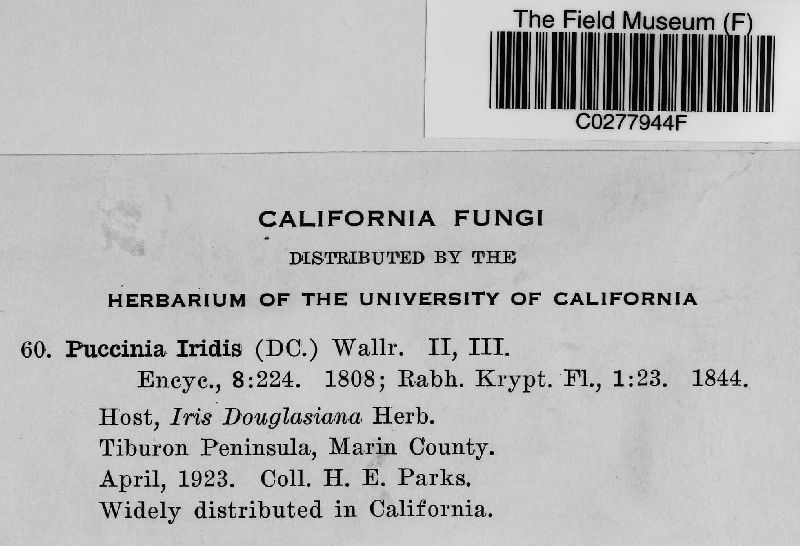 The Field Museum (F)
C0277944F
CALIFORNIA FUNGI
DISTRIBUTED BY THE
HERBARIUM OF THE UNIVERSITY OF CALIFORNIA
60. Puccinia Iridis (DC.) Wallr. II, III.
Encyc., 8:224. 1808; Rabh. Krypt. Fl., 1:23. 1844.
Host, Iris Douglasiana Herb.
Tiburon Peninsula, Marin County.
April, 1923. Coll. H. E. Parks.
Widely distributed in California.